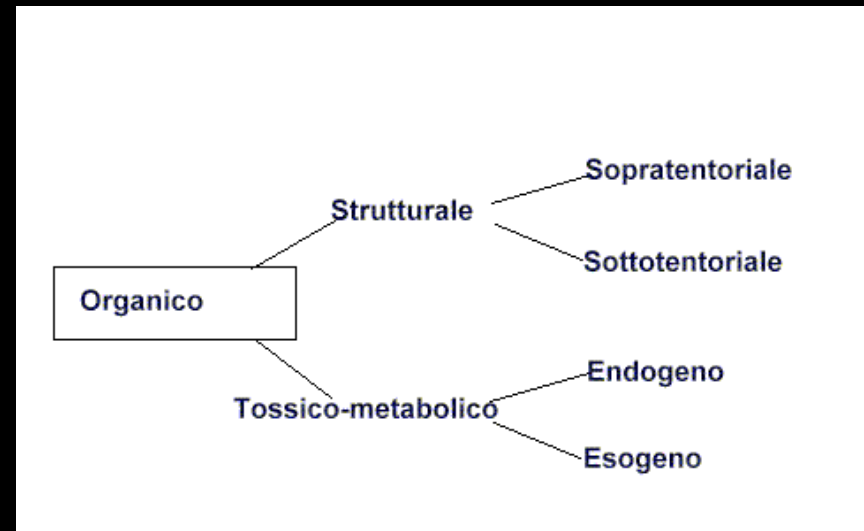 Sopratentoriale
Strutturale
Sottotentoriale
Organico
Endogeno
Tossico-metabolico
Esogeno